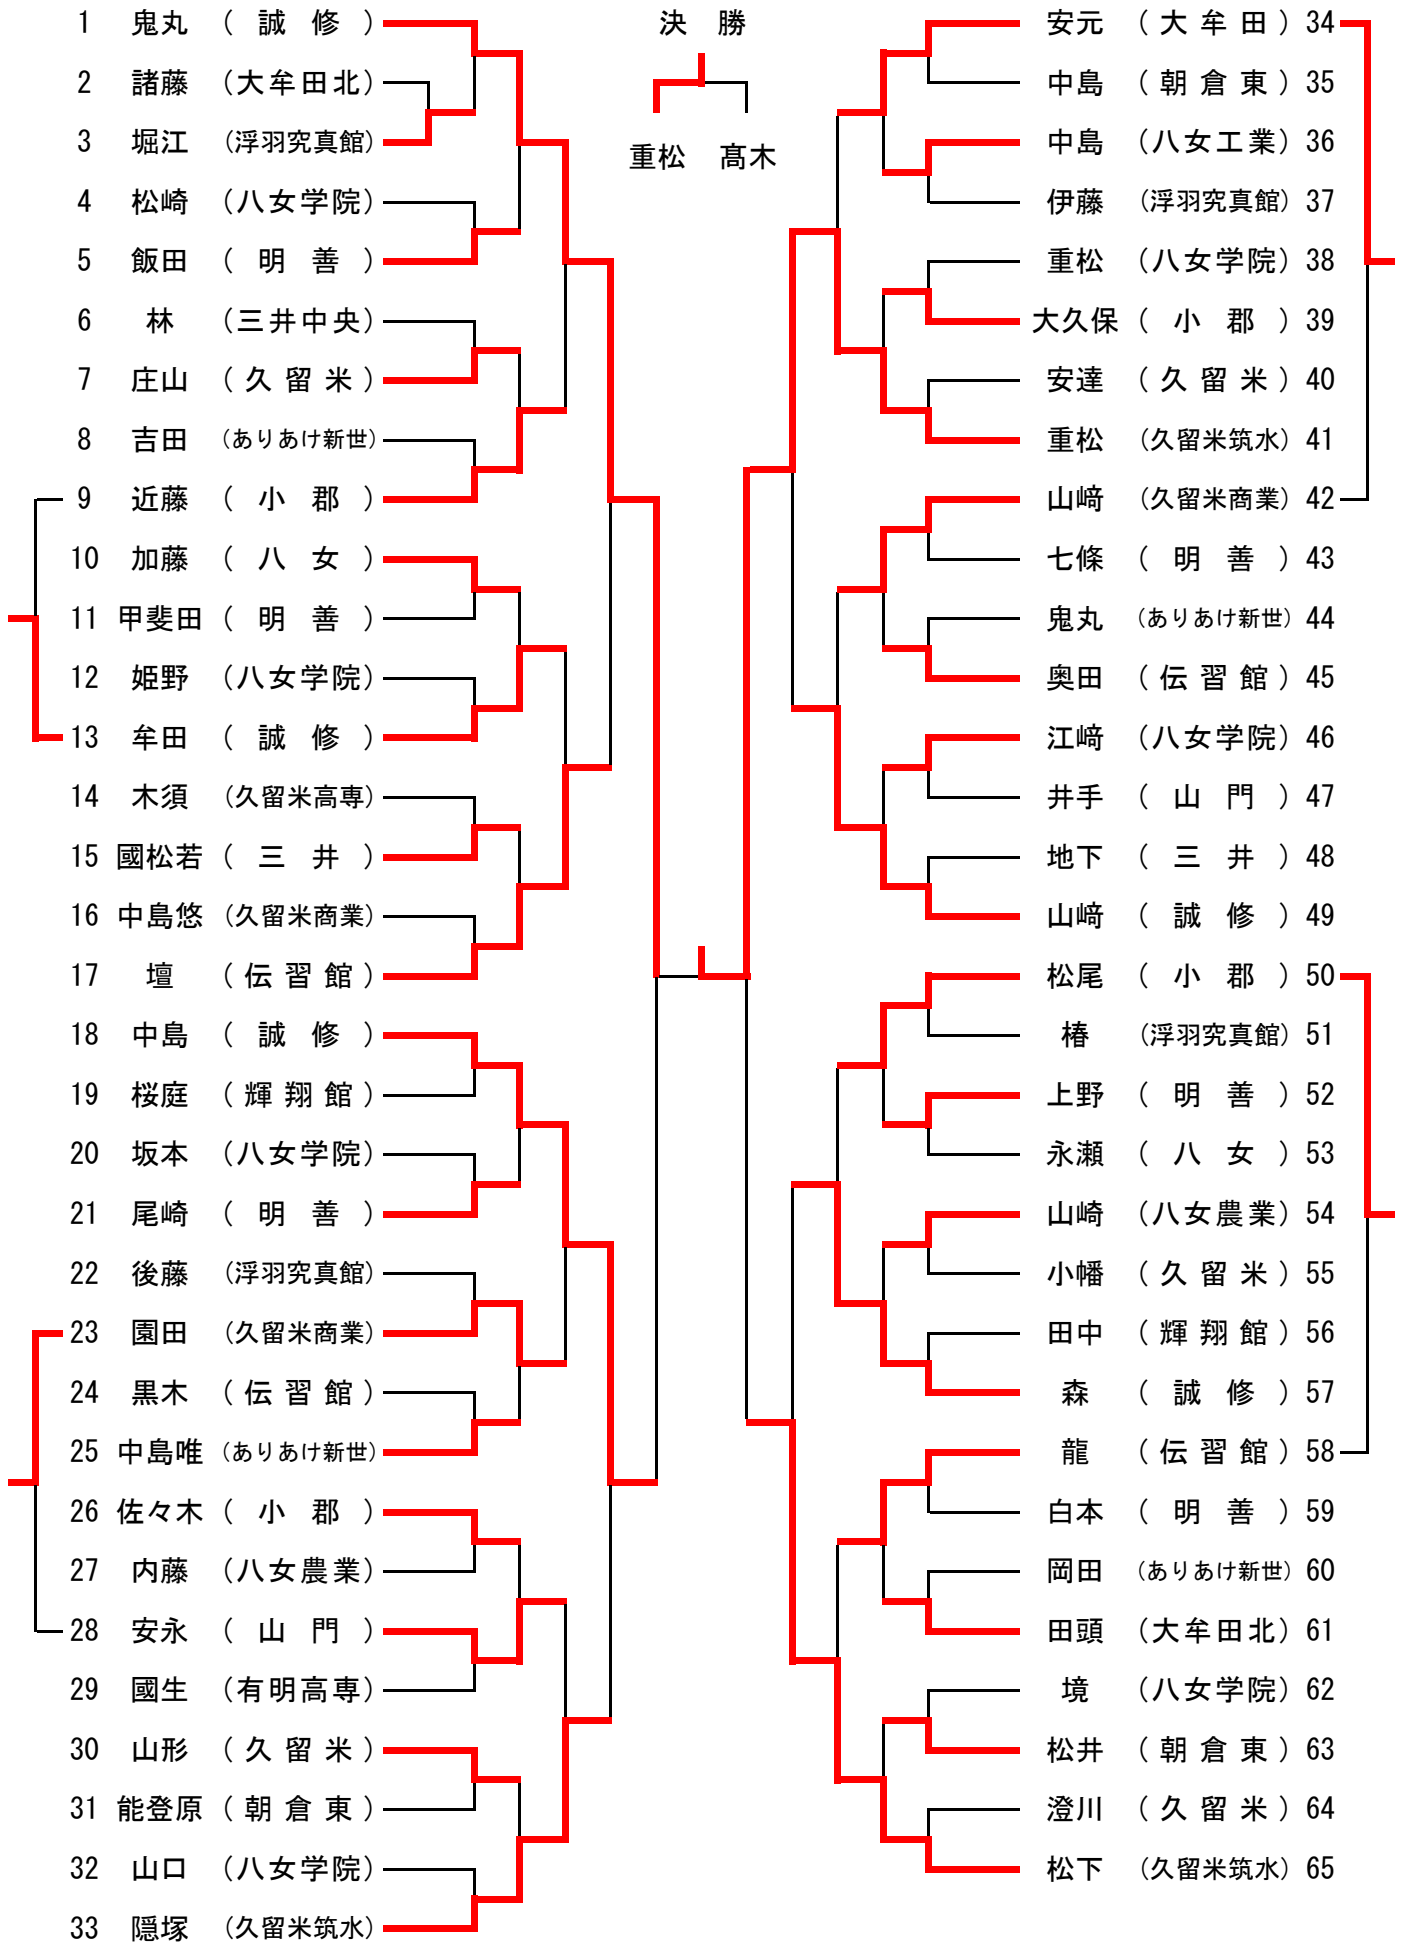 決　勝
重松　髙木
1 鬼丸 (誠修)
2 諸藤 (大牟田北)
3 堀江 (浮羽究真館)
4 松崎 (八女学院)
5 飯田 (明善)
6 林 (三井中央)
7 庄山 (久留米)
8 吉田 (ありあけ新世)
9 近藤 (小郡)
10 加藤 (八女)
11 甲斐田 (明善)
12 姫野 (八女学院)
13 牟田 (誠修)
14 木須 (久留米高専)
15 國松若 (三井)
16 中島悠 (久留米商業)
17 壇 (伝習館)
18 中島 (誠修)
19 桜庭 (輝翔館)
20 坂本 (八女学院)
21 尾崎 (明善)
22 後藤 (浮羽究真館)
23 園田 (久留米商業)
24 黒木 (伝習館)
25 中島唯 (ありあけ新世)
26 佐々木 (小郡)
27 内藤 (八女農業)
28 安永 (山門)
29 國生 (有明高専)
30 山形 (久留米)
31 能登原 (朝倉東)
32 山口 (八女学院)
33 隠塚 (久留米筑水)
安元 (大牟田) 34
中島 (朝倉東) 35
中島 (八女工業) 36
伊藤 (浮羽究真館) 37
重松 (八女学院) 38
大久保 (小郡) 39
安達 (久留米) 40
重松 (久留米筑水) 41
山﨑 (久留米商業) 42
七條 (明善) 43
鬼丸 (ありあけ新世) 44
奥田 (伝習館) 45
江﨑 (八女学院) 46
井手 (山門) 47
地下 (三井) 48
山﨑 (誠修) 49
松尾 (小郡) 50
椿 (浮羽究真館) 51
上野 (明善) 52
永瀬 (八女) 53
山崎 (八女農業) 54
小幡 (久留米) 55
田中 (輝翔館) 56
森 (誠修) 57
龍 (伝習館) 58
白本 (明善) 59
岡田 (ありあけ新世) 60
田頭 (大牟田北) 61
境 (八女学院) 62
松井 (朝倉東) 63
澄川 (久留米) 64
松下 (久留米筑水) 65